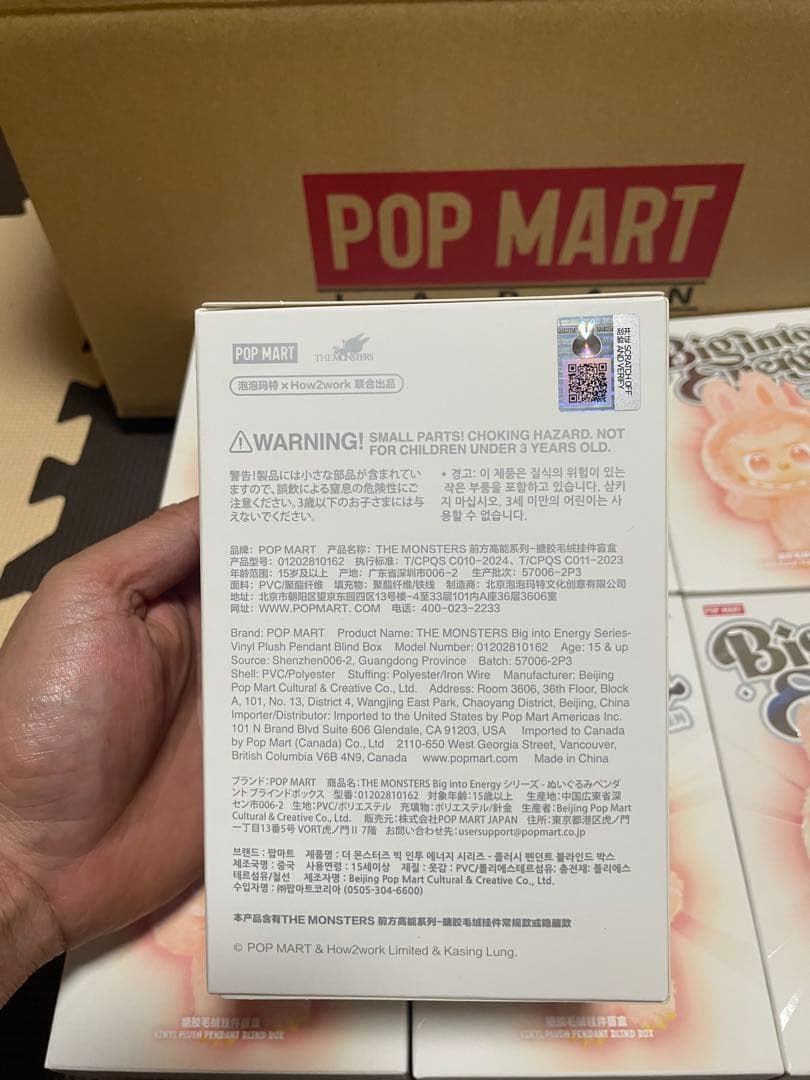 POP MART
POP MART
THE MONSTERS
泡泡玛特 × How2work 联合出品
SCRATCH OFF
AND VERIFY
Big into
Energy
WARNING! SMALL PARTS! CHOKING HAZARD. NOT
FOR CHILDREN UNDER 3 YEARS OLD.
警告!製品には小さな部品が含まれてい
ますので、誤飲による窒息の危険性にご
注意ください。3歳以下のお子さまには与
えないでください。
* 경고: 이 제품은 질식의 위험이 있는
작은 부품을 포함하고 있습니다. 삼키
지 마십시오, 3세 미만의 어린이는 사
용할 수 없습니다.
品牌: POP MART 产品名称: THE MONSTERS 前方高能系列-搪胶毛绒挂件盲盒
产品型号: 01202810162 执行标准: T/CPQS C010-2024、T/CPQS C011-2023
年龄范围: 15岁及以上 产地: 广东省深圳市006-2 生产批次: 57006-2P3
面料: PVC/聚酯纤维 填充物: 聚酯纤维/铁线 制造商: 北京泡泡玛特文化创意有限公司
地址: 北京市朝阳区望京东园四区13号楼-4至33层101内A座36层3606室
网址: WWW.POPMART.COM 电话: 400-023-2233
Brand: POP MART Product Name: THE MONSTERS Big into Energy Series-
Vinyl Plush Pendant Blind Box Model Number: 01202810162 Age: 15 & up
Source: Shenzhen006-2, Guangdong Province Batch: 57006-2P3
Shell: PVC/Polyester Stuffing: Polyester/Iron Wire Manufacturer: Beijing
Pop Mart Cultural & Creative Co., Ltd. Address: Room 3606, 36th Floor, Block
A, 101, No. 13, District 4, Wangjing East Park, Chaoyang District, Beijing, China
Importer/Distributor: Imported to the United States by Pop Mart Americas Inc.
101 N Brand Blvd Suite 606 Glendale, CA 91203, USA Imported to Canada
by Pop Mart (Canada) Co., Ltd 2110-650 West Georgia Street, Vancouver,
British Columbia V6B 4N9, Canada www.popmart.com Made in China
ブランド:POP MART 商品名:THE MONSTERS Big into Energy シリーズ - ぬいぐるみペンダ
ント ブラインドボックス 型番:01202810162 対象年齢:15歳以上 生産地:中国広東省深
セン市006-2 生地:PVC/ポリエステル 充填物:ポリエステル/針金 生産者:Beijing Pop Mart
Cultural & Creative Co., Ltd. 販売元:株式会社POP MART JAPAN 住所:東京都港区虎ノ門
一丁目13番5号 VORT虎ノ門Ⅱ 7階 お問い合わせ先:usersupport@popmart.co.jp
브랜드 : 팝마트 제품명 : 더 몬스터즈 빅 인투 에너지 시리즈 - 플러시 펜던트 블라인드 박스
제조국명 : 중국 사용연령 : 15세이상 재질 : 옷감 : PVC/폴리에스테르섬유; 충전재: 폴리에스
테르섬유/철선 제조자명 : Beijing Pop Mart Cultural & Creative Co., Ltd.
수입자명 : ㈜팝마트코리아 (0505-304-6600)
本产品含有THE MONSTERS 前方高能系列-搪胶毛绒挂件常规款或隐藏款
© POP MART & How2work Limited & Kasing Lung.
POP MART
搪胶毛绒挂件盲盒
VINYL PLUSH PENDANT BLIND BOX
搪胶毛绒挂件盲盒
VINYL PLUSH PENDANT BLIND BOX